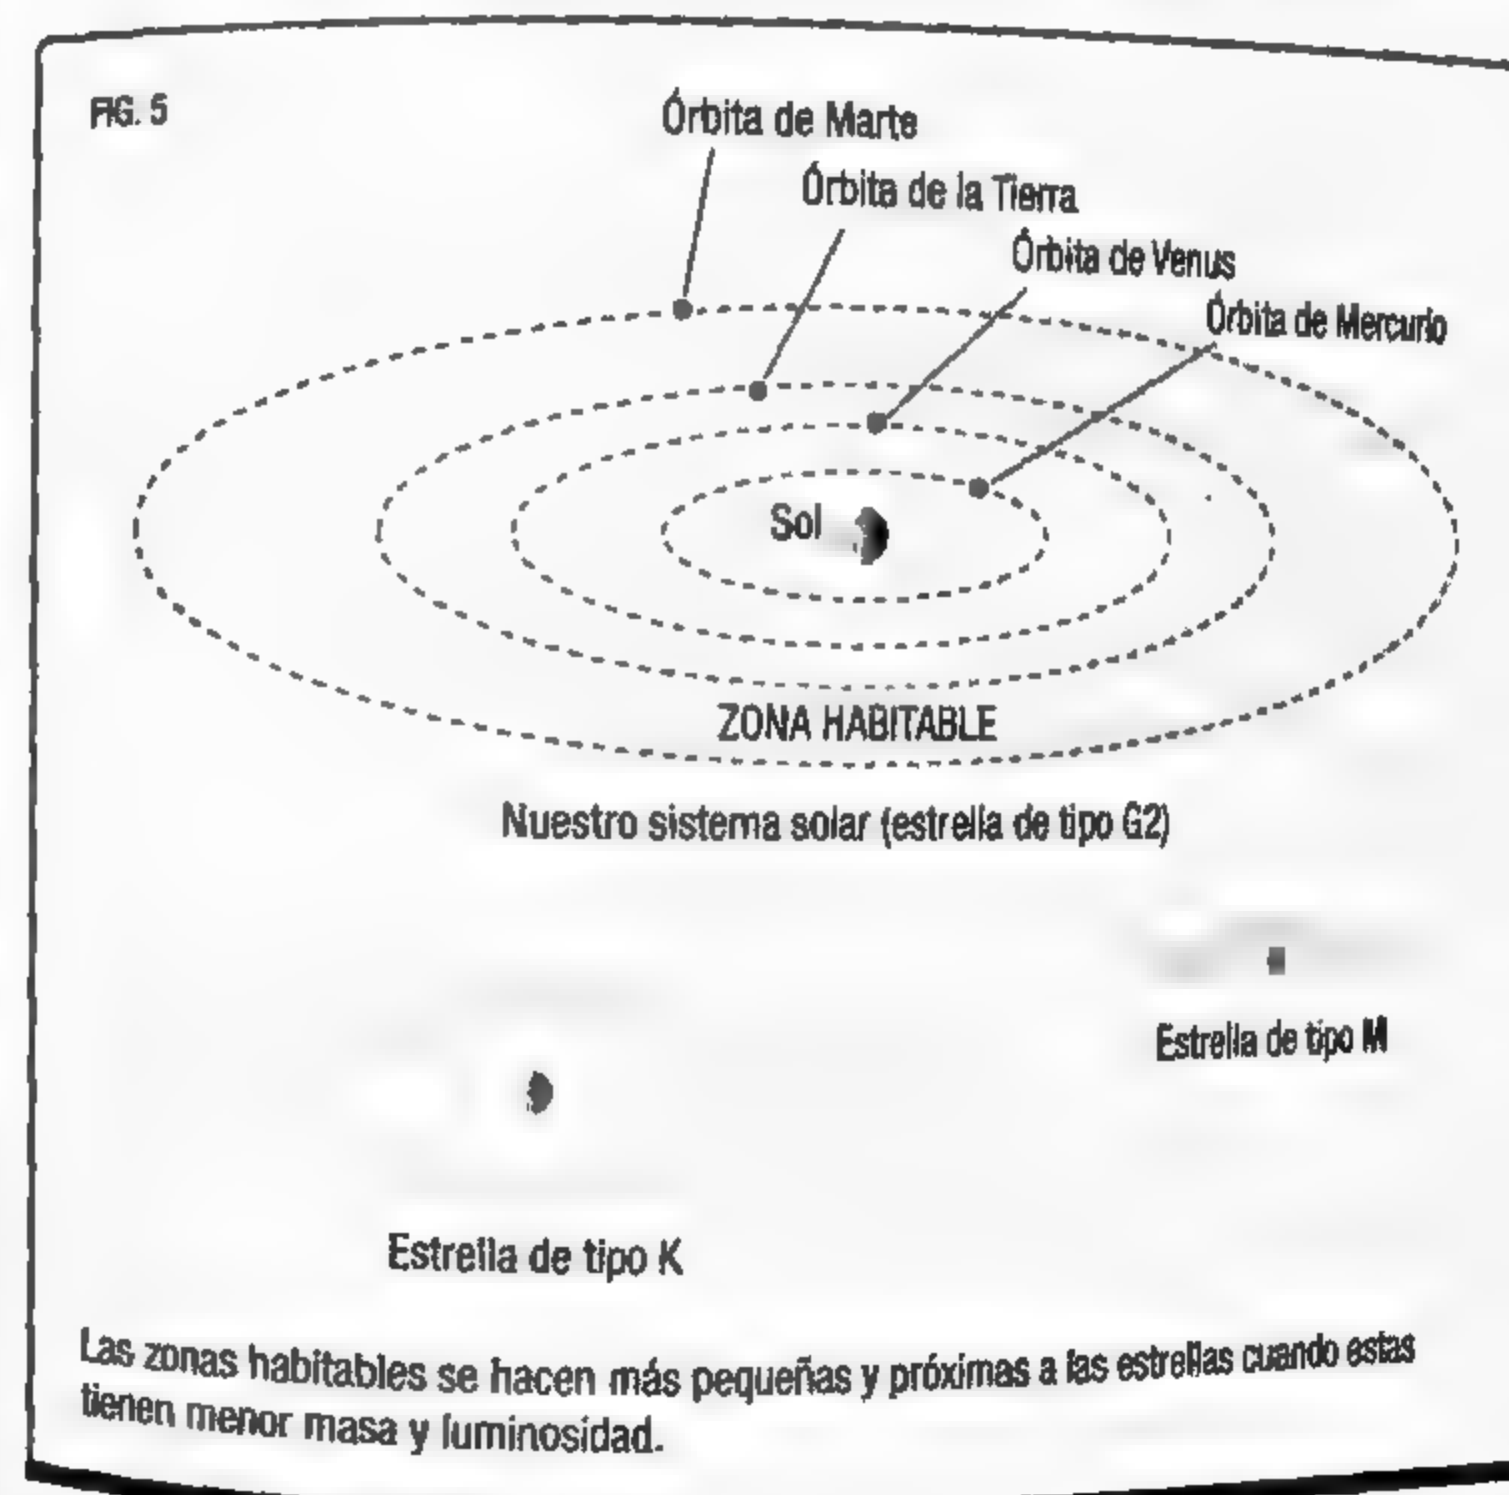 FIG. 5
Órbita de Marte
Órbita de la Tierra
Órbita de Venus
Órbita de Mercurio
Sol
ZONA HABITABLE
Nuestro sistema solar (estrella de tipo G2)
Estrella de tipo M
Estrella de tipo K
Las zonas habitables se hacen más pequeñas y próximas a las estrellas cuando estas
tienen menor masa y luminosidad.